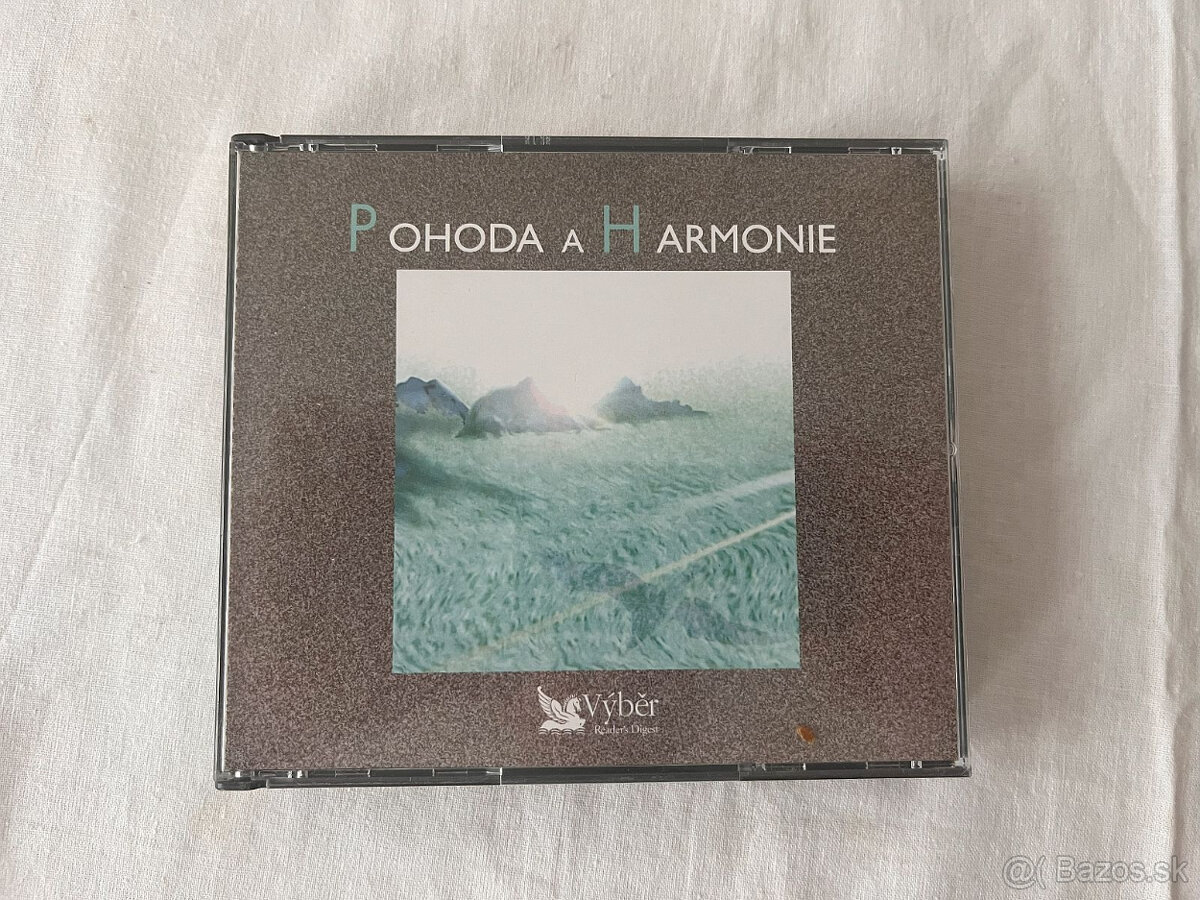 POHODA A HARMONIE
Výběr
Reader's Digest
@( Bazos.sk